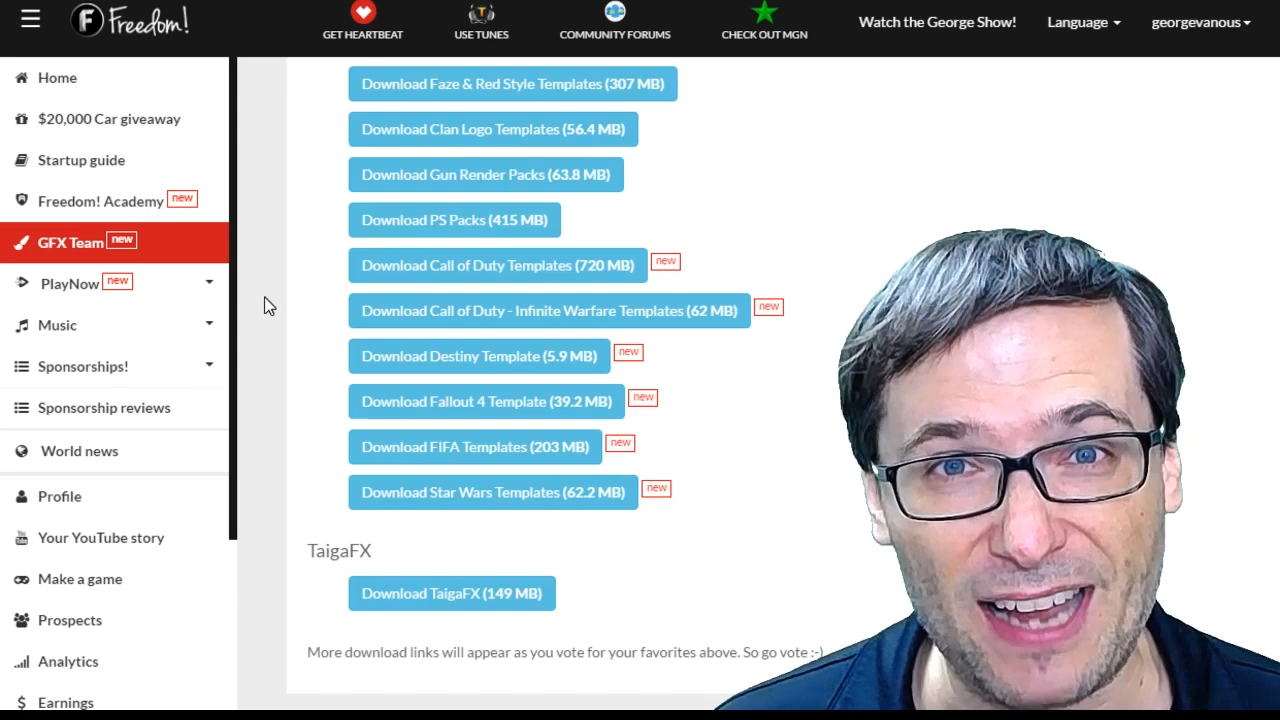 Freedom!
GET HEARTBEAT
USE TUNES
COMMUNITY FORUMS
CHECK OUT MGN
Watch the George Show!
Language
georgevanous
Home
$20,000 Car giveaway
Startup guide
Freedom! Academy new
GFX Team new
PlayNow new
Music
Sponsorships!
Sponsorship reviews
World news
Profile
Your YouTube story
Make a game
Prospects
Analytics
$ Earnings
Download Faze & Red Style Templates (307 MB)
Download Clan Logo Templates (56.4 MB)
Download Gun Render Packs (63.8 MB)
Download PS Packs (415 MB)
Download Call of Duty Templates (720 MB) new
Download Call of Duty - Infinite Warfare Templates (62 MB) new
Download Destiny Template (5.9 MB) new
Download Fallout 4 Template (39.2 MB) new
Download FIFA Templates (203 MB) new
Download Star Wars Templates (62.2 MB) new
TaigaFX
Download TaigaFX (149 MB)
More download links will appear as you vote for your favorites above. So go vote :-)